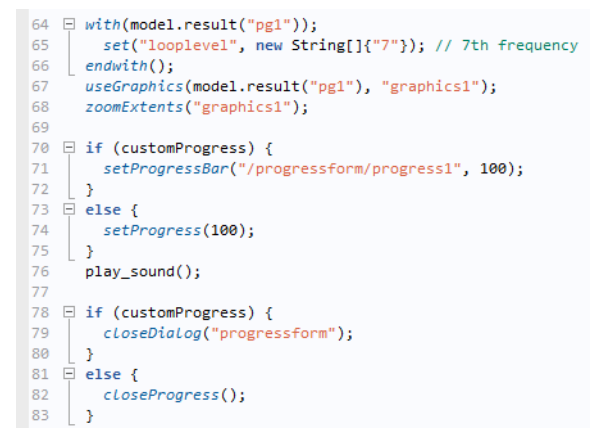 64 with(model.result("pg1"));
65   set("looplevel", new String[]{"7"}); // 7th frequency
66 endwith();
67 useGraphics(model.result("pg1"), "graphics1");
68 zoomExtents("graphics1");
69
70 if (customProgress) {
71   setProgressBar("/progressform/progress1", 100);
72 }
73 else {
74   setProgress(100);
75 }
76 play_sound();
77
78 if (customProgress) {
79   closeDialog("progressform");
80 }
81 else {
82   closeProgress();
83 }